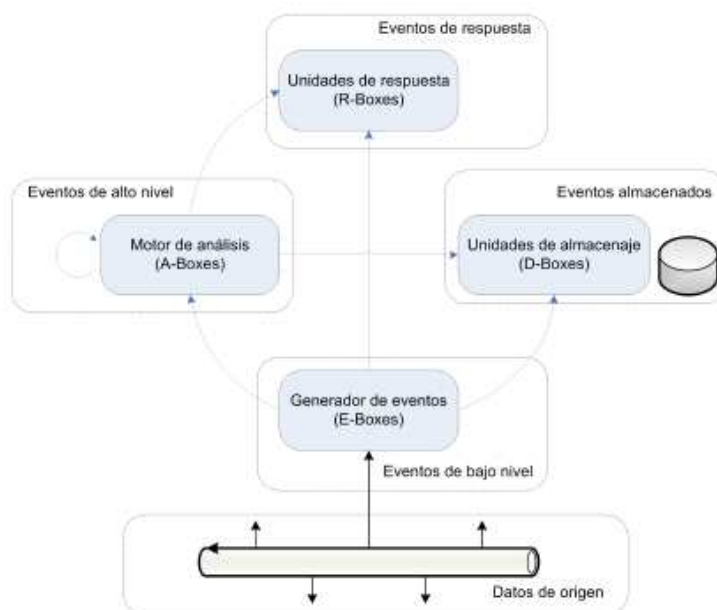 Eventos de respuesta
Unidades de respuesta
(R-Boxes)
Eventos de alto nivel
Eventos almacenados
Motor de análisis
(A-Boxes)
Unidades de almacenaje
(D-Boxes)
Generador de eventos
(E-Boxes)
Eventos de bajo nivel
Datos de origen